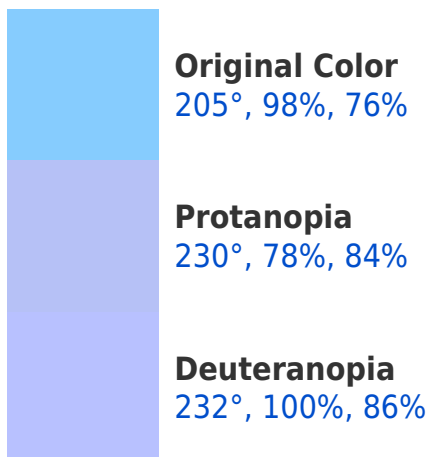 Original Color
205°, 98%, 76%
Protanopia
230°, 78%, 84%
Deuteranopia
232°, 100%, 86%